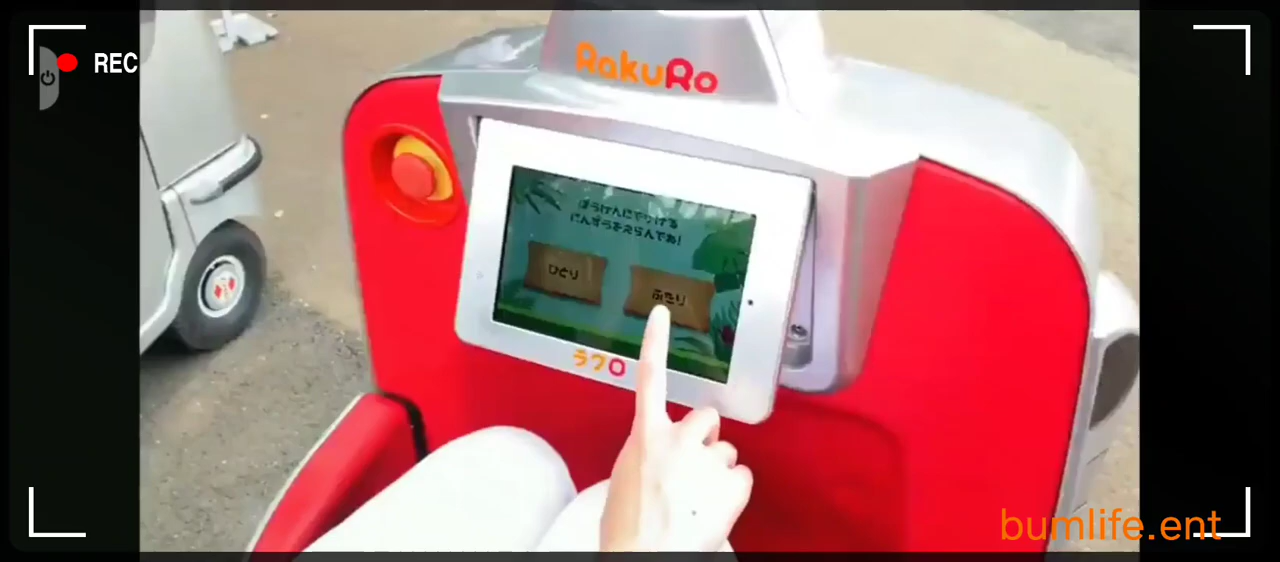 REC
RakuRo
ぼうけんにでかける
にんずうをえらんでね!
ひとり
ふたり
ラクロ
bumlife.ent